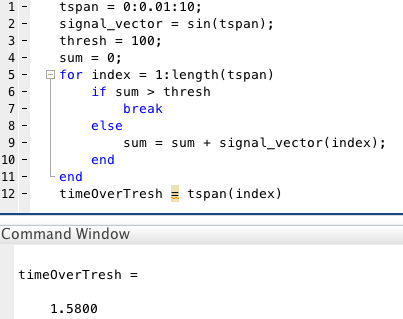 1 - tspan = 0:0.01:10;
2 - signal_vector = sin(tspan);
3 - thresh = 100;
4 - sum = 0;
5 - for index = 1:length(tspan)
6 - if sum > thresh
7 - break
8 - else
9 - sum = sum + signal_vector(index);
10 - end
11 - end
12 - timeOverTresh = tspan(index)
Command Window
timeOverTresh =
1.5800